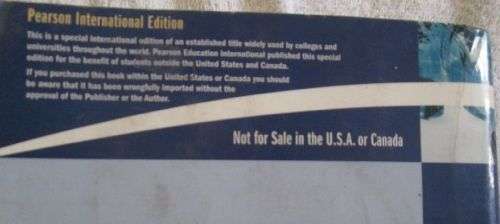 Pearson International Edition
This is a special international edition of an established title widely used by colleges and
universities throughout the world. Pearson Education International published this special
edition for the benefit of students outside the United States and Canada.
If you purchased this book within the United States or Canada you should
be aware that it has been wrongfully imported without the
approval of the Publisher or the Author.
Not for Sale in the U.S.A. or Canada